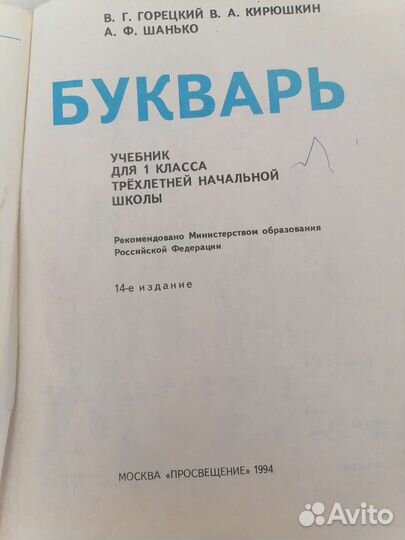 В. Г. ГОРЕЦКИЙ В. А. КИРЮШКИН
А. Ф. ШАНЬКО
БУКВАРЬ
УЧЕБНИК
ДЛЯ 1 КЛАССА
ТРЁХЛЕТНЕЙ НАЧАЛЬНОЙ
ШКОЛЫ
Рекомендовано Министерством образования
Российской Федерации
14-е издание
МОСКВА «ПРОСВЕЩЕНИЕ» 1994
Avito